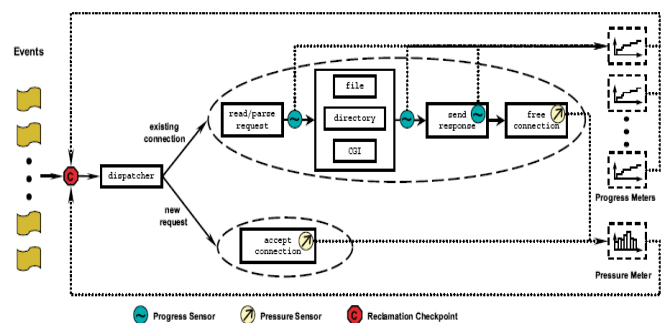 Events
file
read/parse
request
directory
send
response
free
connection
existing
connection
CGI
C
dispatcher
Progress Meters
new
request
accept
connection
Pressure Meter
Progress Sensor
Pressure Sensor
C
Reclamation Checkpoint